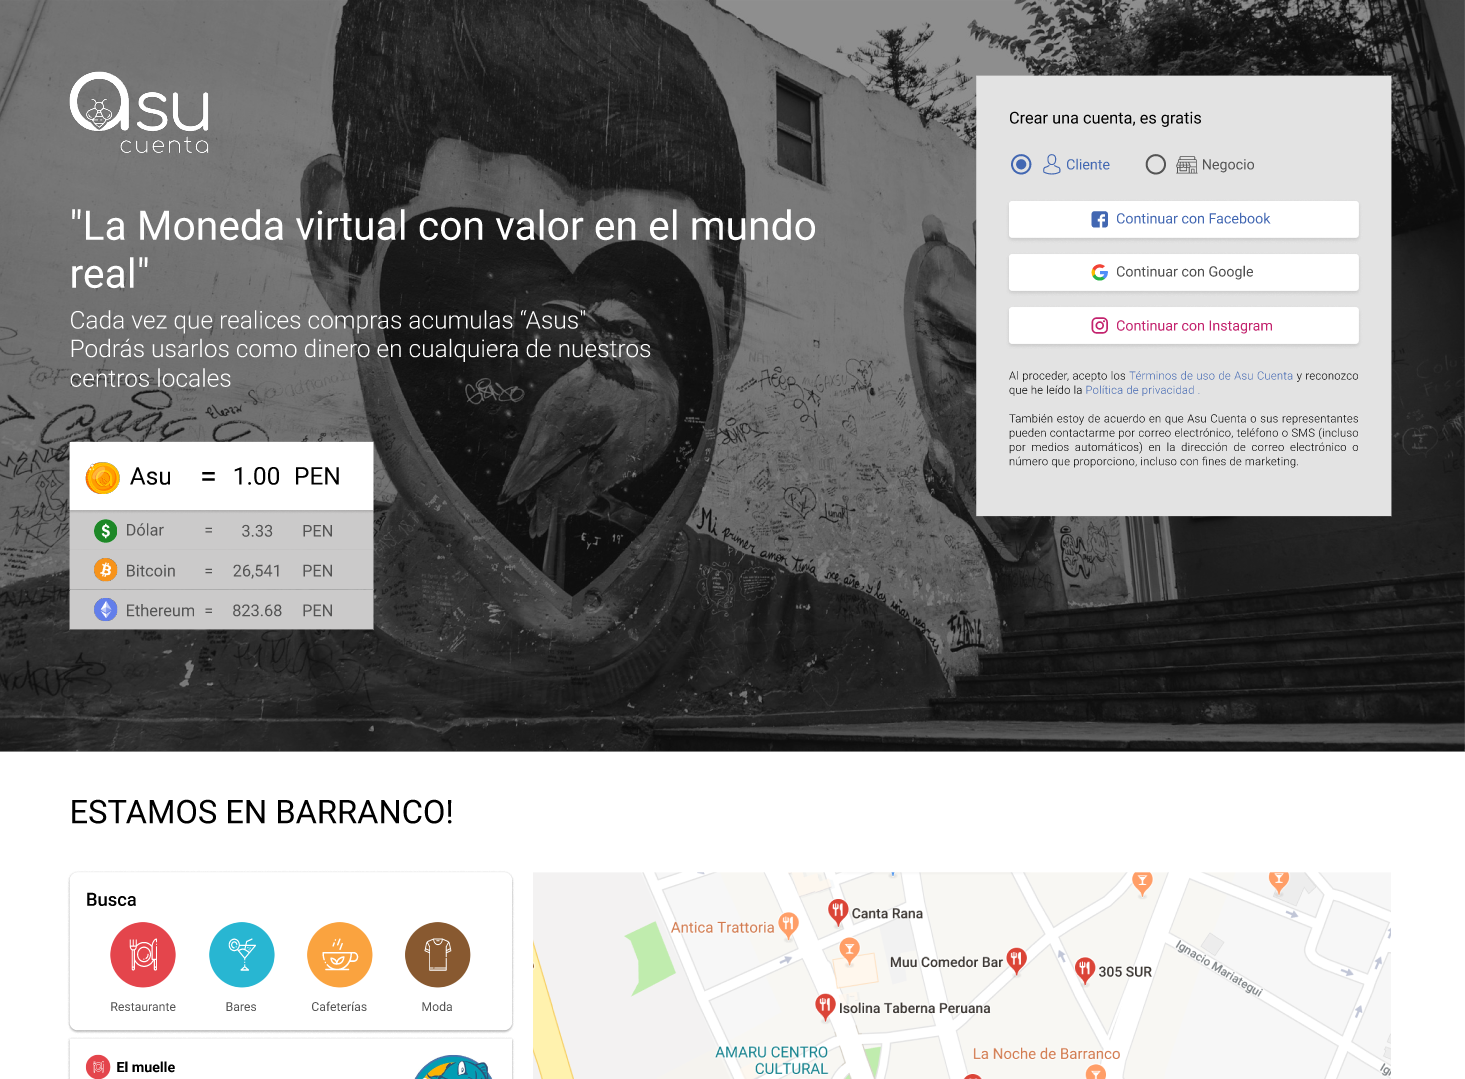 asu
cuenta
"La Moneda virtual con valor en el mundo
real"
Cada vez que realices compras acumulas “Asus"
Podrás usarlos como dinero en cualquiera de nuestros
centros locales
Asu = 1.00 PEN
Dólar = 3.33 PEN
Bitcoin = 26,541 PEN
Ethereum = 823.68 PEN
Crear una cuenta, es gratis
Cliente
Negocio
Continuar con Facebook
Continuar con Google
Continuar con Instagram
Al proceder, acepto los Términos de uso de Asu Cuenta y reconozco
que he leído la Política de privacidad .
También estoy de acuerdo en que Asu Cuenta o sus representantes
pueden contactarme por correo electrónico, teléfono o SMS (incluso
por medios automáticos) en la dirección de correo electrónico o
número que proporciono, incluso con fines de marketing.
Mi primer amor tenía
ESTAMOS EN BARRANCO!
Busca
Restaurante
Bares
Cafeterías
Moda
El muelle
Canta Rana
Antica Trattoria
Muu Comedor Bar
305 SUR
Ignacio Mariategui
Isolina Taberna Peruana
AMARU CENTRO
CULTURAL
La Noche de Barranco